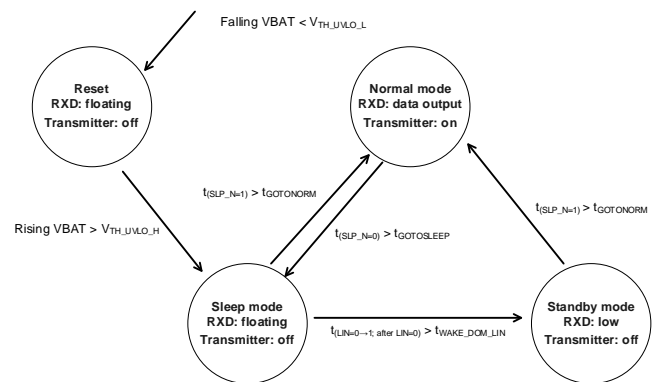 Falling VBAT < VTH_UVLO_L
Reset
RXD: floating
Transmitter: off
Normal mode
RXD: data output
Transmitter: on
t(SLP_N=1) > tGOTONORM
t(SLP_N=1) > tGOTONORM
Rising VBAT > VTH_UVLO_H
t(SLP_N=0) > tGOTOSLEEP
Sleep mode
RXD: floating
Transmitter: off
t(LIN=0→1; after LIN=0) > tWAKE_DOM_LIN
Standby mode
RXD: low
Transmitter: off